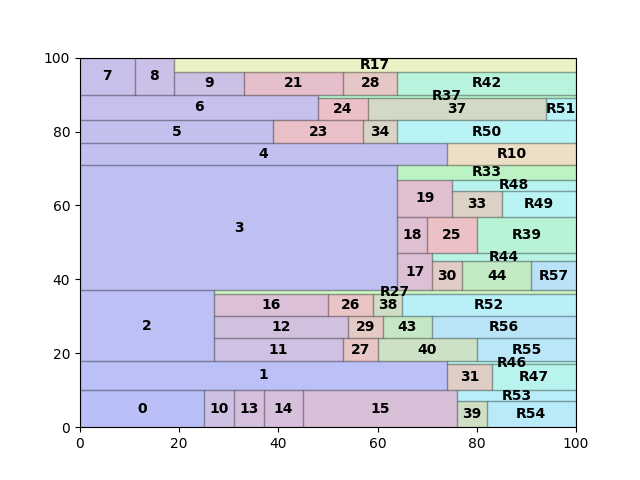 100
R17
7 8 9 21 28 R42
R37
80
6 24 37 R51
5 23 34 R50
4 R10
R33
60
19 R48
33 R49
3 18 25 R39
40
R44
17 30 44 R57
R27
16 26 38 R52
2 12 29 43 R56
20
11 27 40 R55
R46
1 31 R47
R53
0 10 13 14 15 39 R54
0
0 20 40 60 80 100